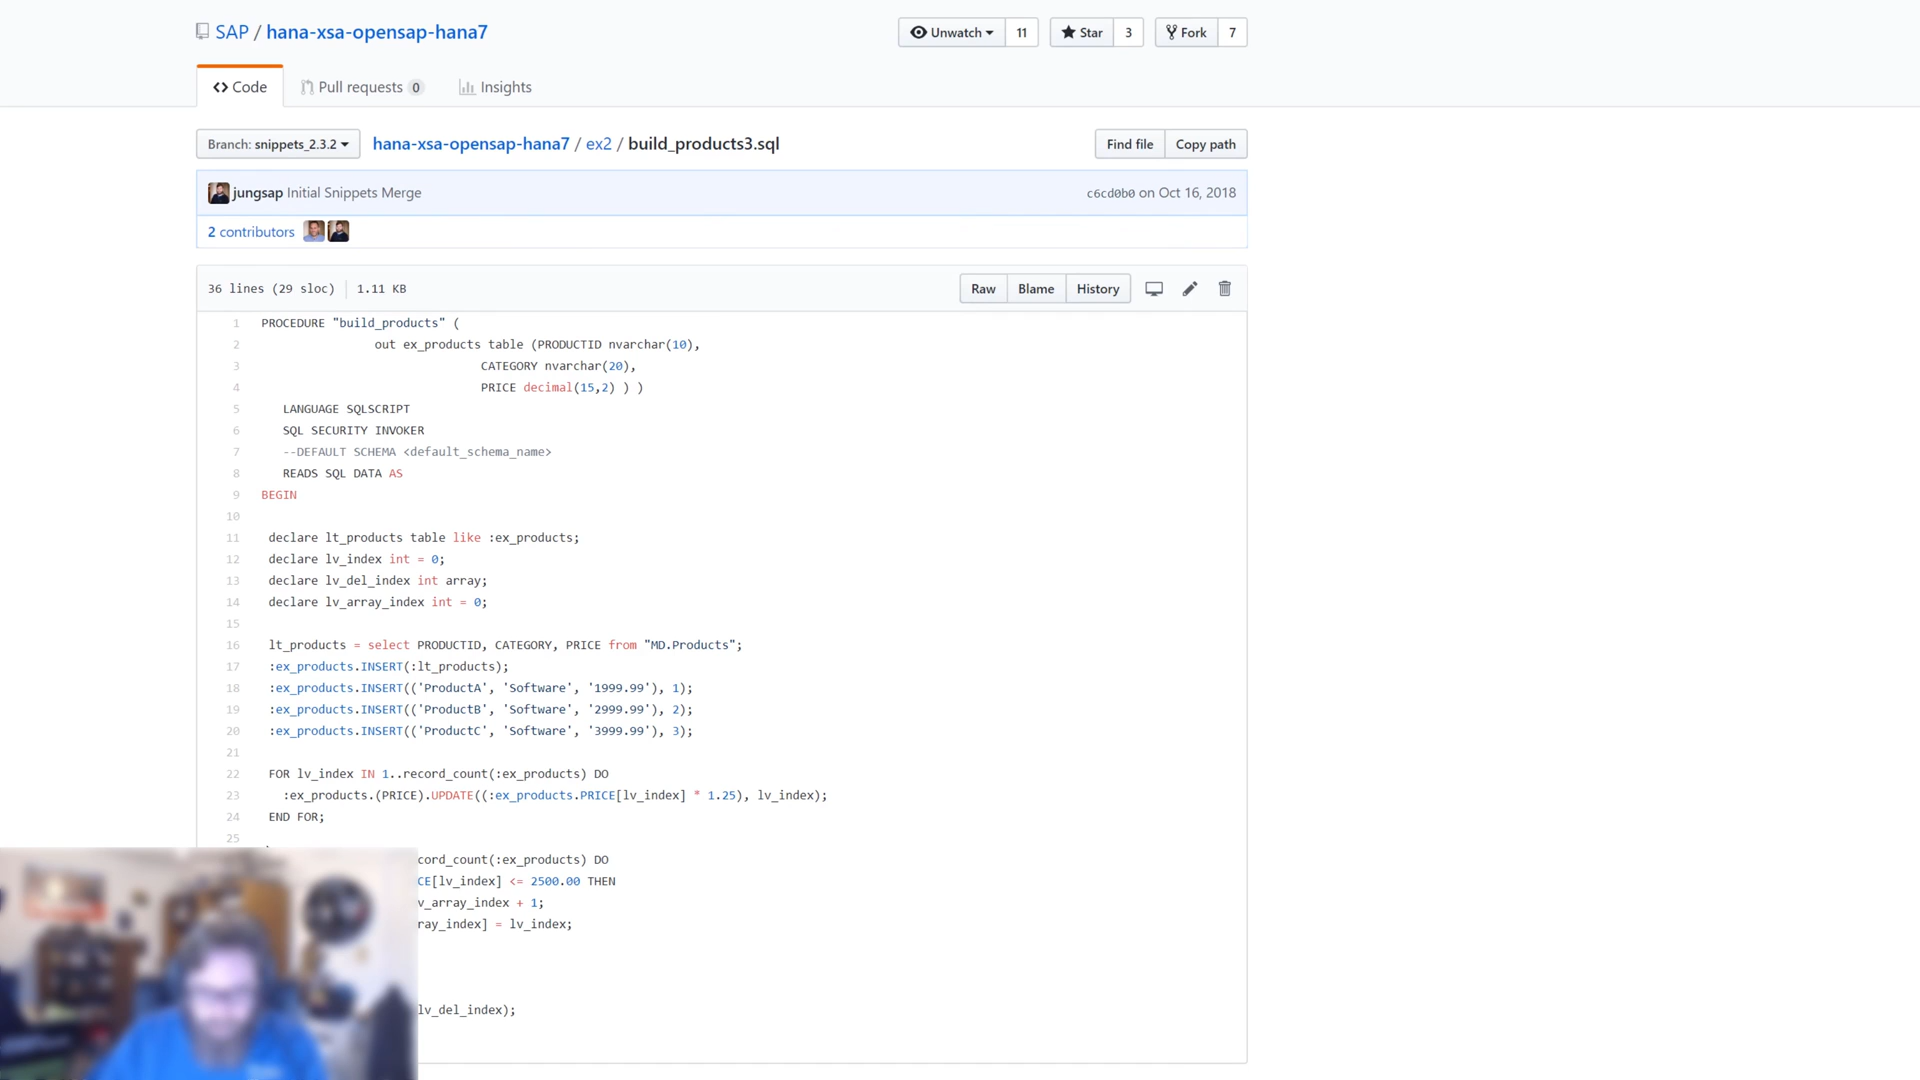 SAP / hana-xsa-opensap-hana7
Unwatch 11 Star 3 Fork 7
Code Pull requests 0 Insights
Branch: snippets_2.3.2 hana-xsa-opensap-hana7 / ex2 / build_products3.sql Find file Copy path
jungsap Initial Snippets Merge c6cd0b0 on Oct 16, 2018
2 contributors
36 lines (29 sloc) 1.11 KB Raw Blame History
1 PROCEDURE "build_products" (
2 out ex_products table (PRODUCTID nvarchar(10),
3 CATEGORY nvarchar(20),
4 PRICE decimal(15,2) ) )
5 LANGUAGE SQLSCRIPT
6 SQL SECURITY INVOKER
7 --DEFAULT SCHEMA <default_schema_name>
8 READS SQL DATA AS
9 BEGIN
10
11 declare lt_products table like :ex_products;
12 declare lv_index int = 0;
13 declare lv_del_index int array;
14 declare lv_array_index int = 0;
15
16 lt_products = select PRODUCTID, CATEGORY, PRICE from "MD.Products";
17 :ex_products.INSERT(:lt_products);
18 :ex_products.INSERT(('ProductA', 'Software', '1999.99'), 1);
19 :ex_products.INSERT(('ProductB', 'Software', '2999.99'), 2);
20 :ex_products.INSERT(('ProductC', 'Software', '3999.99'), 3);
21
22 FOR lv_index IN 1..record_count(:ex_products) DO
23 :ex_products.(PRICE).UPDATE((:ex_products.PRICE[lv_index] * 1.25), lv_index);
24 END FOR;
25
cord_count(:ex_products) DO
CE[lv_index] <= 2500.00 THEN
v_array_index + 1;
ray_index] = lv_index;
lv_del_index);